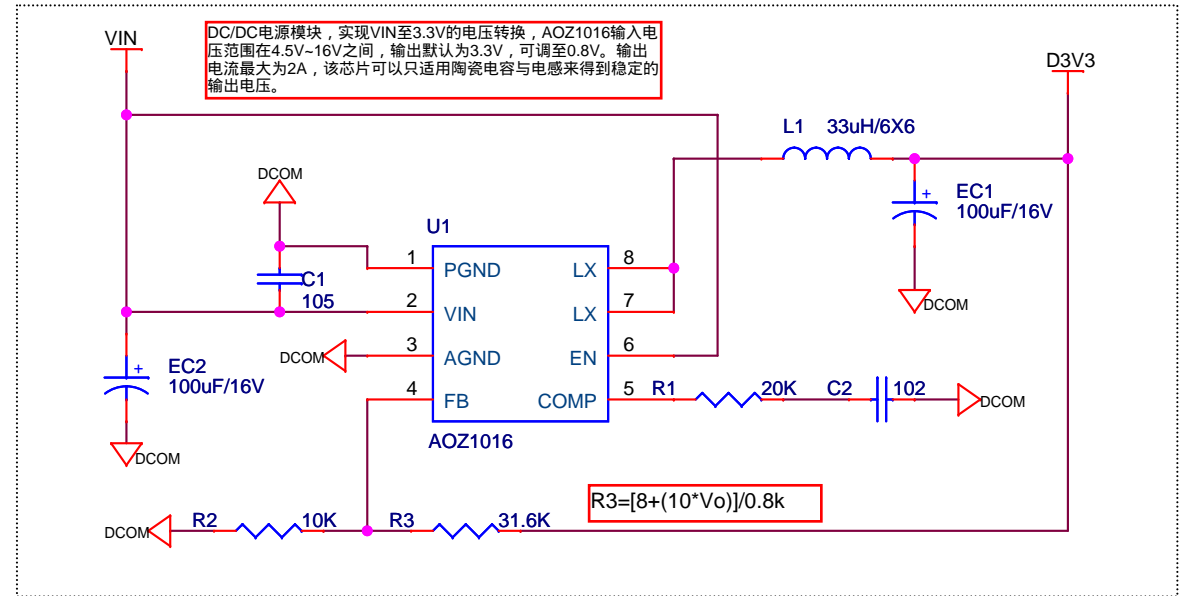 VIN
DC/DC电源模块，实现VIN至3.3V的电压转换，AOZ1016输入电
压范围在4.5V~16V之间，输出默认为3.3V，可调至0.8V。输出
电流最大为2A，该芯片可以只适用陶瓷电容与电感来得到稳定的
输出电压。
D3V3
L1 33uH/6X6
DCOM
EC1
100uF/16V
U1
1 PGND LX 8
C1
105
2 VIN LX 7
DCOM
DCOM 3 AGND EN 6
EC2
100uF/16V
4 FB COMP 5 R1 20K C2 102 DCOM
AOZ1016
DCOM
R3=[8+(10*Vo)]/0.8k
DCOM R2 10K R3 31.6K